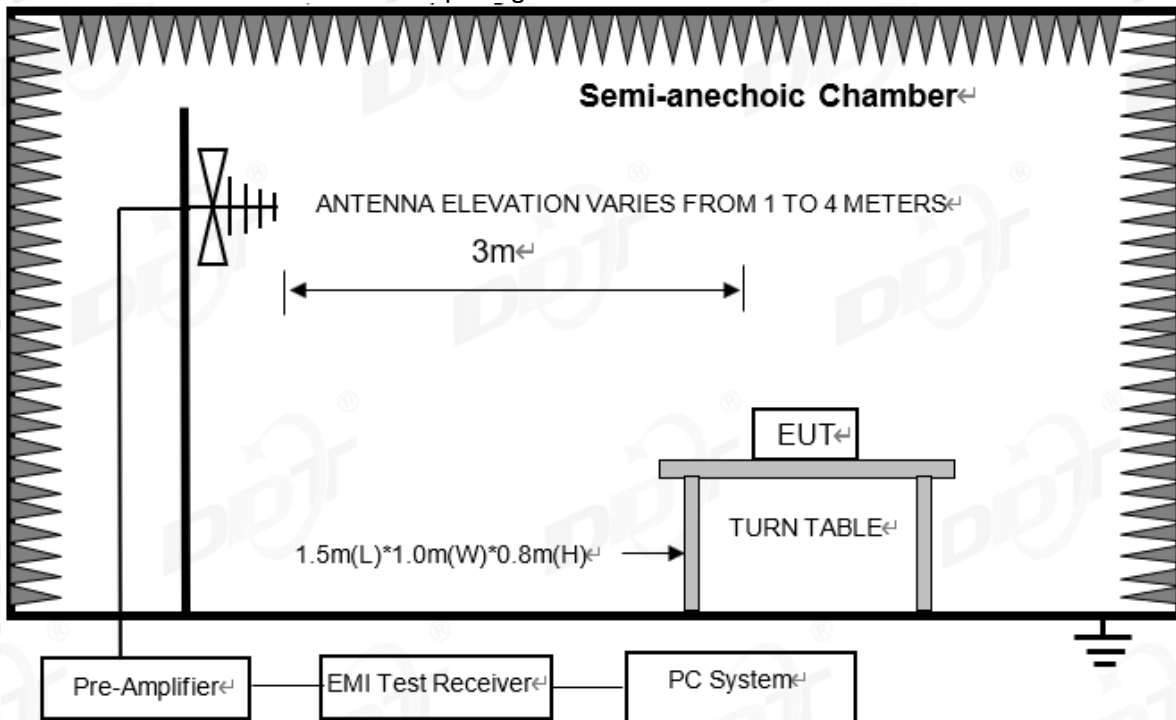 Semi-anechoic Chamber↵
ANTENNA ELEVATION VARIES FROM 1 TO 4 METERS↵
3m↵
EUT↵
TURN TABLE↵
1.5m(L)*1.0m(W)*0.8m(H)↵
Pre-Amplifier↵
EMI Test Receiver↵
PC System↵
DDT
®